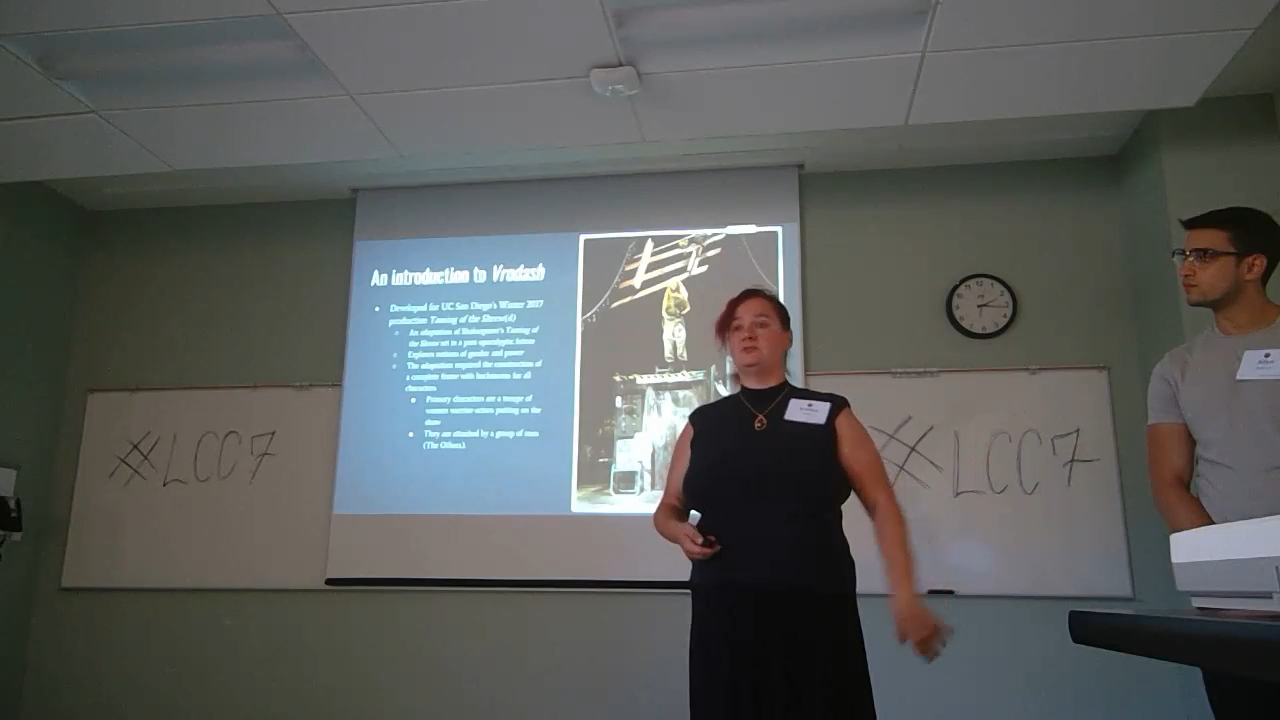 An introduction to Vrodash
Developed for UC San Diego's Winter 2017
production Taming of the Shrew(d)
An adaptation of Shakespeare's Taming of
the Shrew set in a post-apocalyptic future
Explores notions of gender and power
The adaptation required the construction of
a complete future with backstories for all
characters
Primary characters are a troupe of
women warrior-actors putting on the
show
They are attacked by a group of men
(The Others).
#LCC7
#LCC7